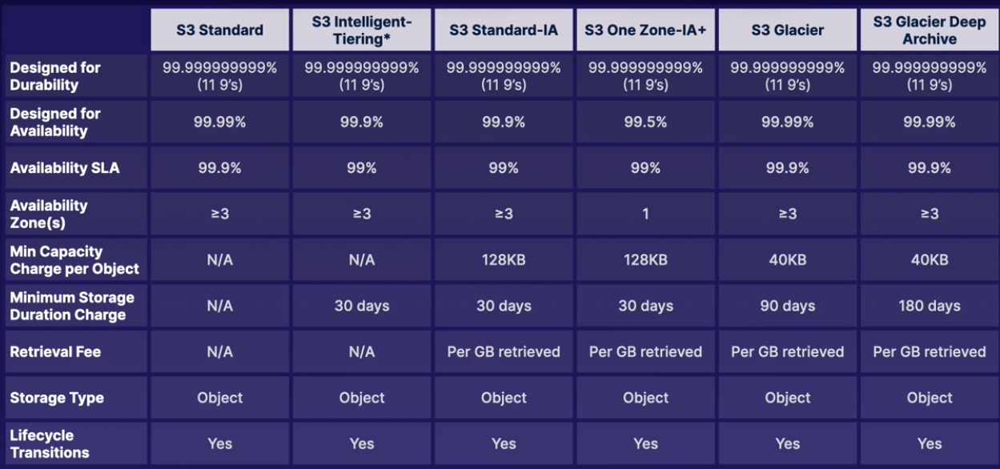 S3 Standard S3 Intelligent-Tiering* S3 Standard-IA S3 One Zone-IA+ S3 Glacier S3 Glacier Deep Archive
Designed for Durability 99.999999999% (11 9’s) 99.999999999% (11 9’s) 99.999999999% (11 9’s) 99.999999999% (11 9’s) 99.999999999% (11 9’s) 99.999999999% (11 9’s)
Designed for Availability 99.99% 99.9% 99.9% 99.5% 99.99% 99.99%
Availability SLA 99.9% 99% 99% 99% 99.9% 99.9%
Availability Zone(s) ≥3 ≥3 ≥3 1 ≥3 ≥3
Min Capacity Charge per Object N/A N/A 128KB 128KB 40KB 40KB
Minimum Storage Duration Charge N/A 30 days 30 days 30 days 90 days 180 days
Retrieval Fee N/A N/A Per GB retrieved Per GB retrieved Per GB retrieved Per GB retrieved
Storage Type Object Object Object Object Object Object
Lifecycle Transitions Yes Yes Yes Yes Yes Yes